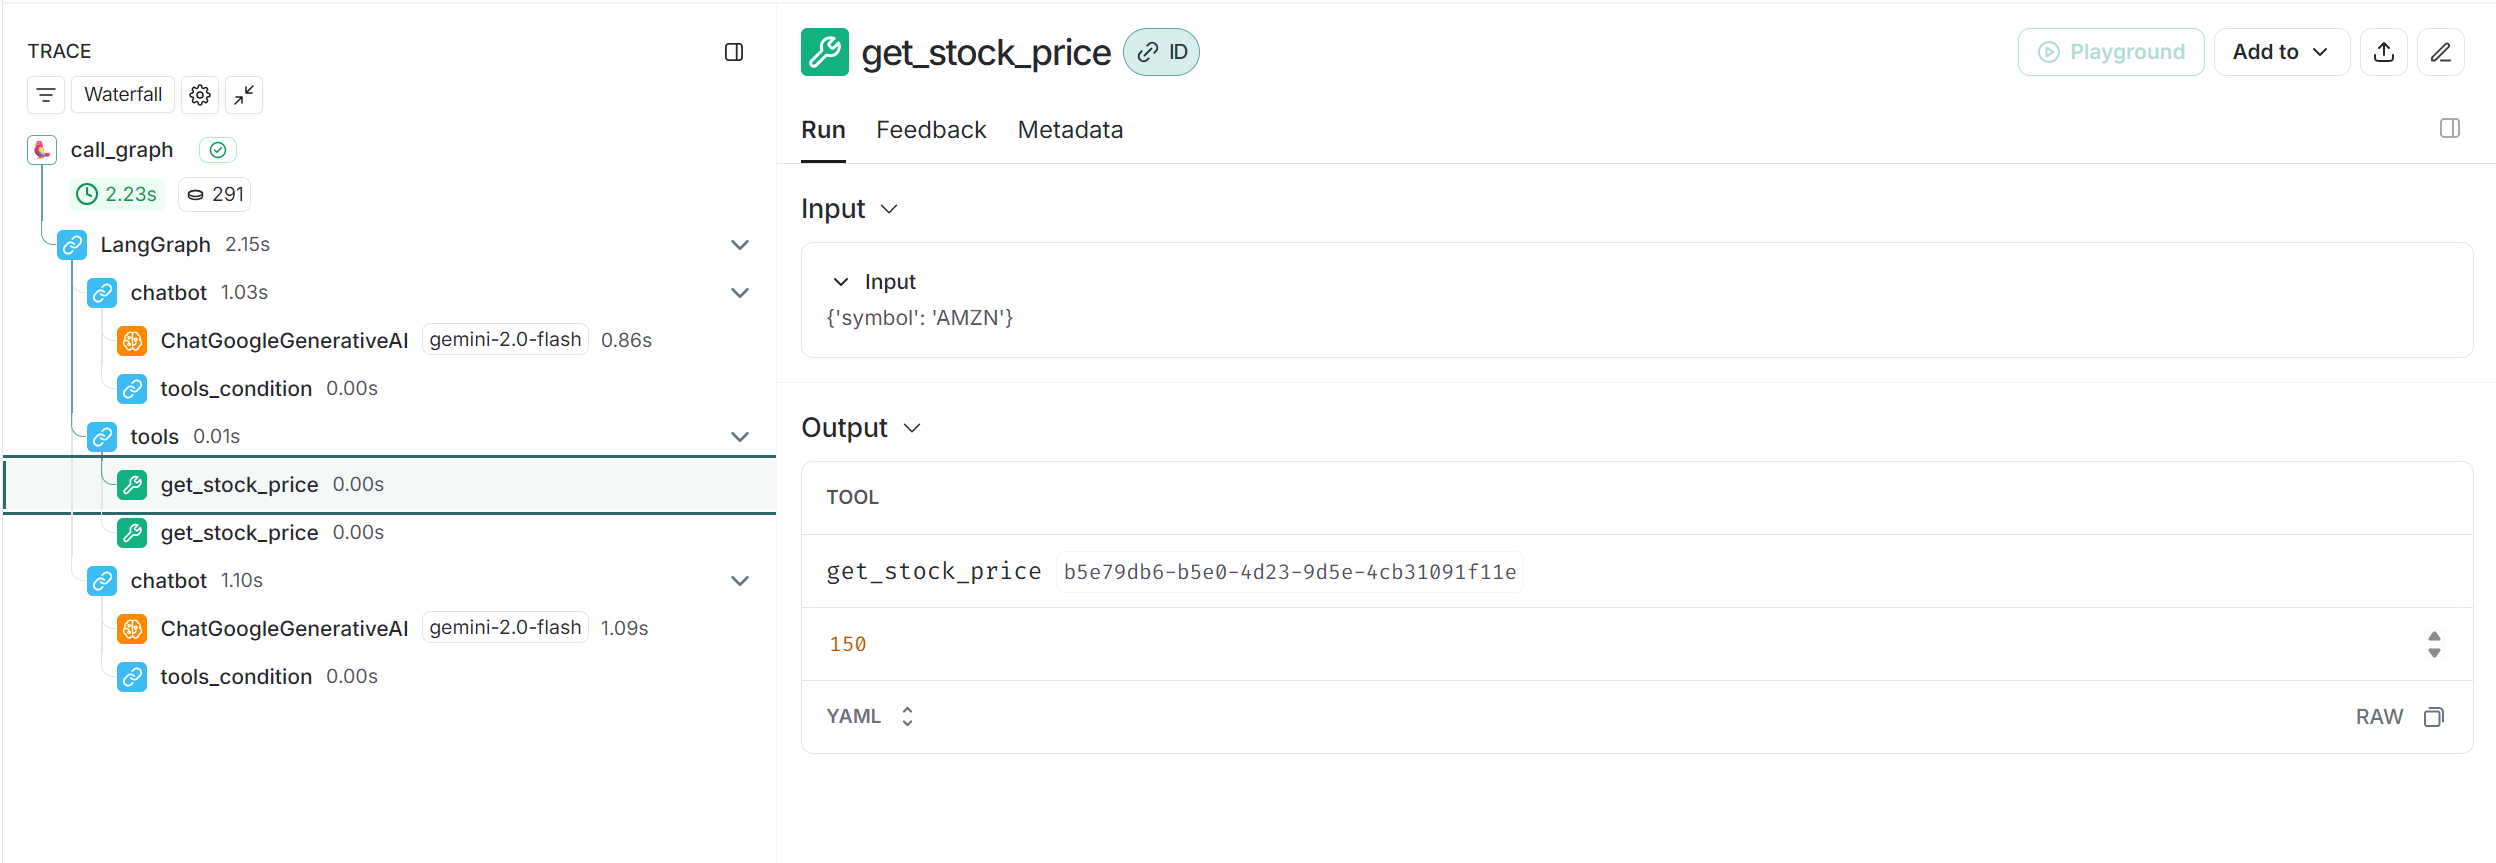 TRACE
Waterfall
call_graph
2.23s 291
LangGraph 2.15s
chatbot 1.03s
ChatGoogleGenerativeAI gemini-2.0-flash 0.86s
tools_condition 0.00s
tools 0.01s
get_stock_price 0.00s
get_stock_price 0.00s
chatbot 1.10s
ChatGoogleGenerativeAI gemini-2.0-flash 1.09s
tools_condition 0.00s
get_stock_price ID
Playground Add to
Run Feedback Metadata
Input
Input
{'symbol': 'AMZN'}
Output
TOOL
get_stock_price b5e79db6-b5e0-4d23-9d5e-4cb31091f11e
150
YAML RAW